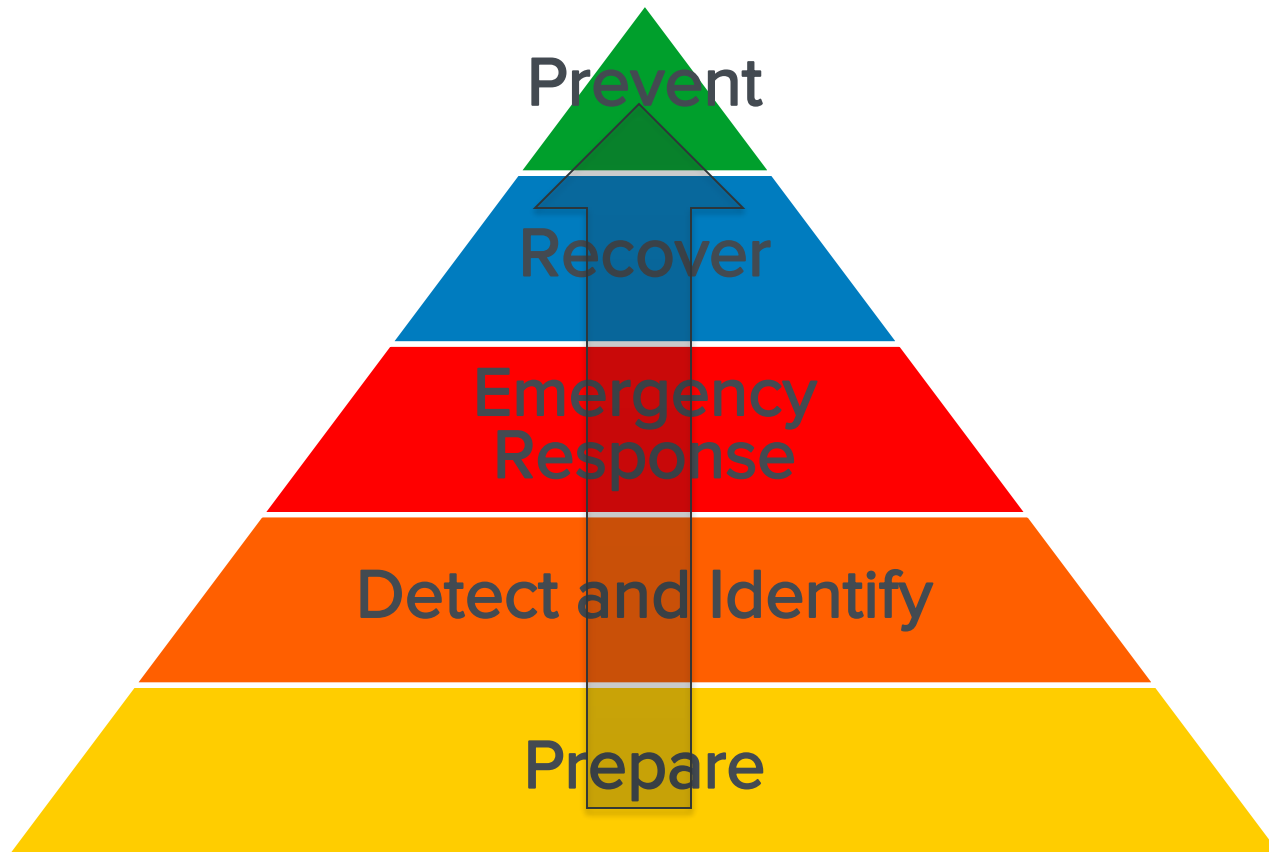 Prevent
Recover
Emergency
Response
Detect and Identify
Prepare